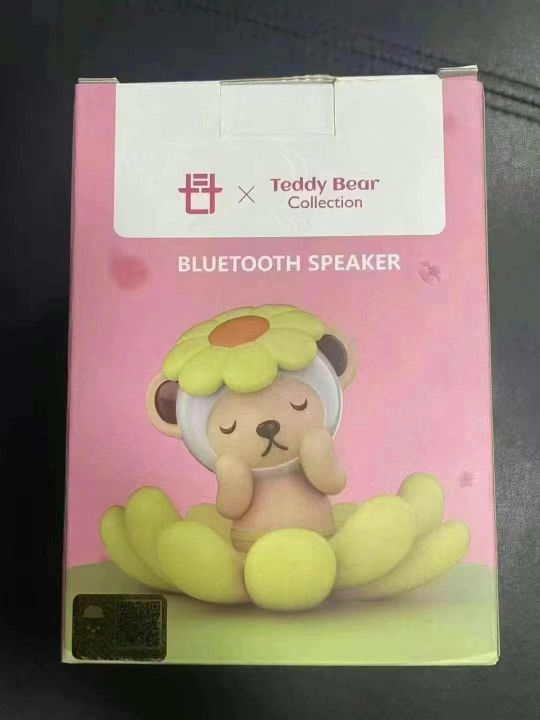 × Teddy Bear
Collection
BLUETOOTH SPEAKER